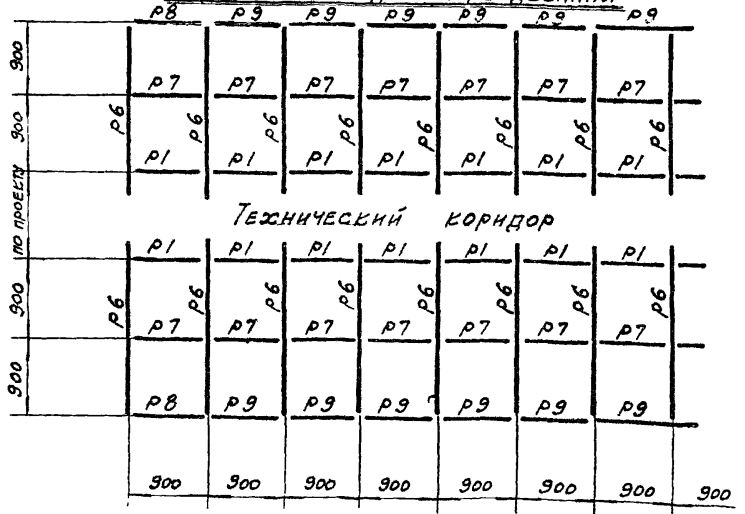 р8 р9 р9 р9 р9 р9 р9
900 р7 р7 р7 р7 р7 р7 р7
900 р6 р6 р6 р6 р6 р6 р6 р6
р1 р1 р1 р1 р1 р1 р1
по проекту Технический коридор
р1 р1 р1 р1 р1 р1 р1
900 р6 р6 р6 р6 р6 р6 р6 р6
р7 р7 р7 р7 р7 р7 р7
900 р8 р9 р9 р9 р9 р9 р9
900 900 900 900 900 900 900 900